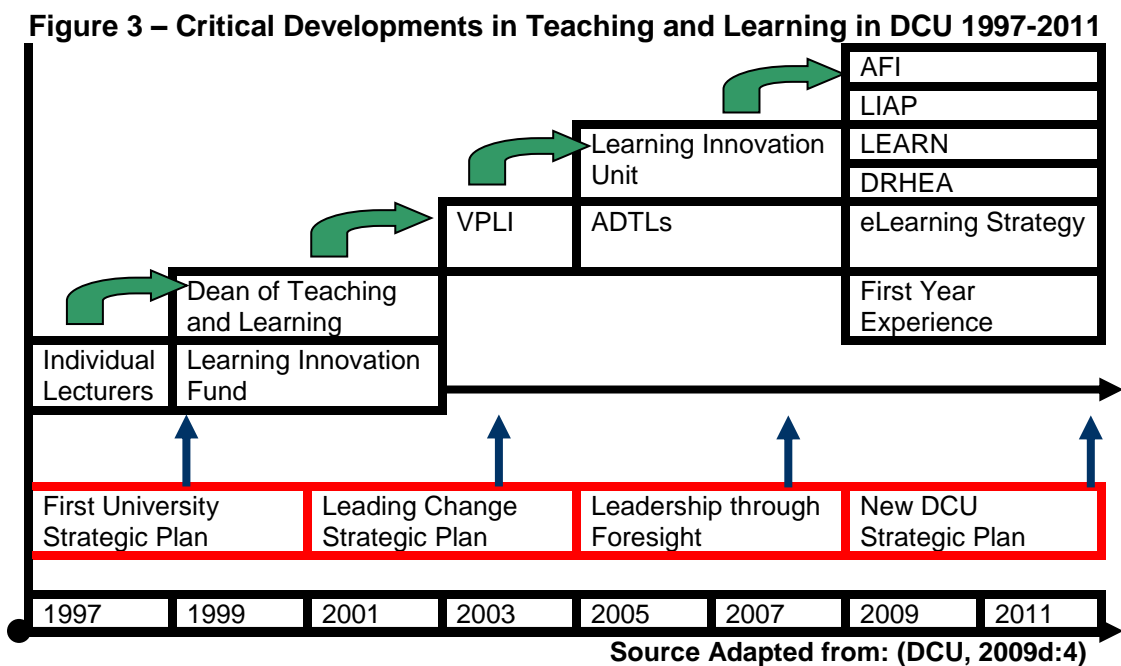 Figure 3 – Critical Developments in Teaching and Learning in DCU 1997-2011
AFI
LIAP
Learning Innovation
Unit
LEARN
DRHEA
VPLI
ADTLs
eLearning Strategy
Dean of Teaching
and Learning
First Year
Experience
Individual
Lecturers
Learning Innovation
Fund
First University
Strategic Plan
Leading Change
Strategic Plan
Leadership through
Foresight
New DCU
Strategic Plan
1997 1999 2001 2003 2005 2007 2009 2011
Source Adapted from: (DCU, 2009d:4)